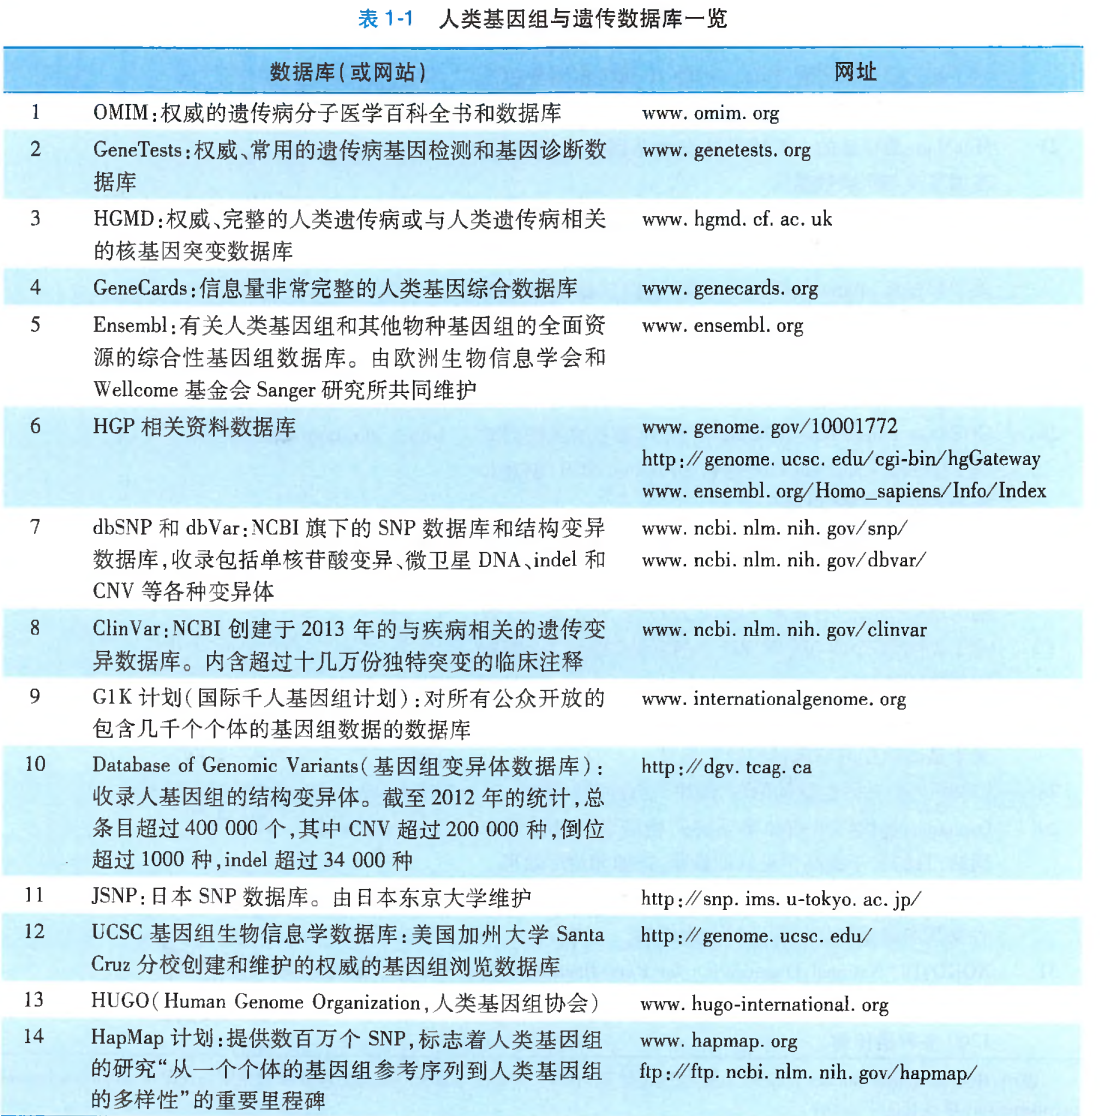 表 1-1 人类基因组与遗传数据库一览
数据库(或网站) 网址
1 OMIM:权威的遗传病分子医学百科全书和数据库 www. omim. org
2 GeneTests:权威、常用的遗传病基因检测和基因诊断数 www. genetests. org
据库
3 HGMD:权威、完整的人类遗传病或与人类遗传病相关 www. hgmd. cf. ac. uk
的核基因突变数据库
4 GeneCards:信息量非常完整的人类基因综合数据库 www. genecards. org
5 Ensembl:有关人类基因组和其他物种基因组的全面资 www. ensembl. org
源的综合性基因组数据库。由欧洲生物信息学会和
Wellcome 基金会 Sanger 研究所共同维护
6 HGP 相关资料数据库 www. genome. gov/10001772
http://genome. ucsc. edu/cgi-bin/hgGateway
www. ensembl. org/Homo_sapiens/Info/Index
7 dbSNP 和 dbVar:NCBI 旗下的 SNP 数据库和结构变异 www. ncbi. nlm. nih. gov/snp/
数据库,收录包括单核苷酸变异、微卫星 DNA、indel 和 www. ncbi. nlm. nih. gov/dbvar/
CNV 等各种变异体
8 ClinVar:NCBI 创建于 2013 年的与疾病相关的遗传变 www. ncbi. nlm. nih. gov/clinvar
异数据库。内含超过十几万份独特突变的临床注释
9 G1K 计划(国际千人基因组计划):对所有公众开放的 www. internationalgenome. org
包含几千个个体的基因组数据的数据库
10 Database of Genomic Variants(基因组变异体数据库): http://dgv. tcag. ca
收录人基因组的结构变异体。截至 2012 年的统计,总
条目超过 400 000 个,其中 CNV 超过 200 000 种,倒位
超过 1000 种,indel 超过 34 000 种
11 JSNP:日本 SNP 数据库。由日本东京大学维护 http://snp. ims. u-tokyo. ac. jp/
12 UCSC 基因组生物信息学数据库:美国加州大学 Santa http://genome. ucsc. edu/
Cruz 分校创建和维护的权威的基因组浏览数据库
13 HUGO(Human Genome Organization,人类基因组协会) www. hugo-international. org
14 HapMap 计划:提供数百万个 SNP,标志着人类基因组 www. hapmap. org
的研究“从一个个体的基因组参考序列到人类基因组 ftp://ftp. ncbi. nlm. nih. gov/hapmap/
的多样性”的重要里程碑